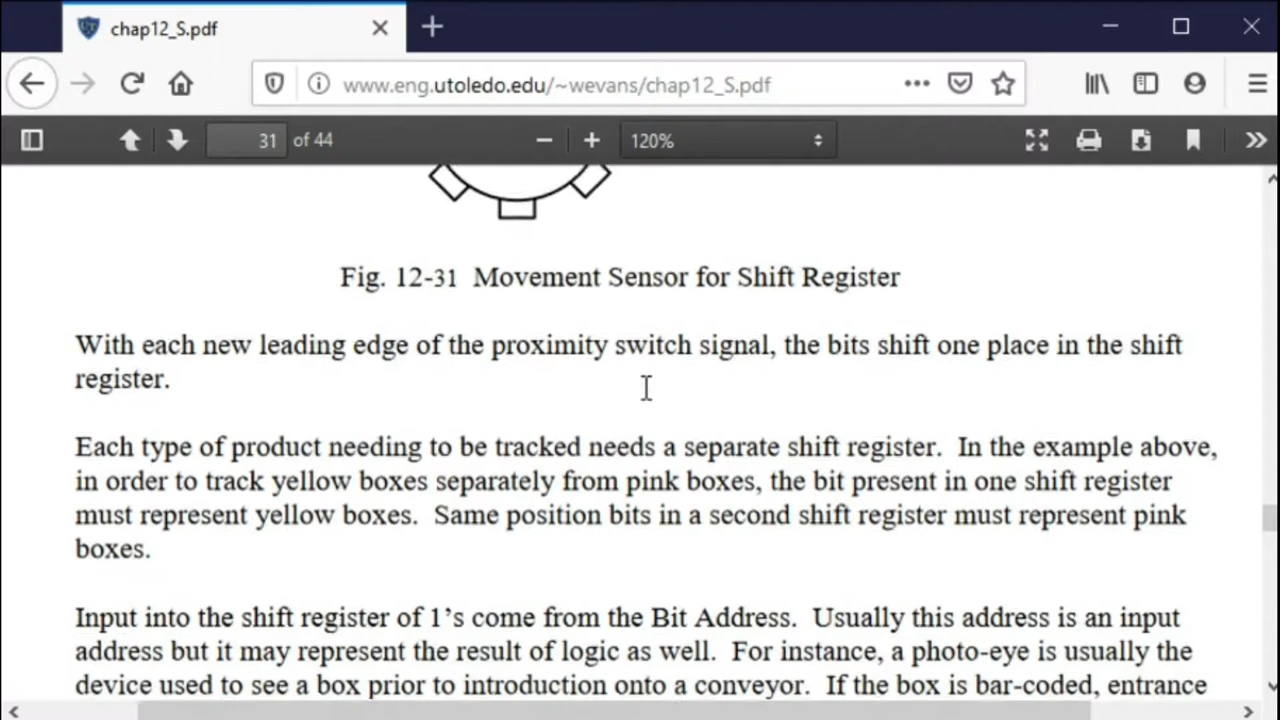 chap12_S.pdf
www.eng.utoledo.edu/~wevans/chap12_S.pdf
31 of 44
120%
Fig. 12-31 Movement Sensor for Shift Register
With each new leading edge of the proximity switch signal, the bits shift one place in the shift
register.
Each type of product needing to be tracked needs a separate shift register. In the example above,
in order to track yellow boxes separately from pink boxes, the bit present in one shift register
must represent yellow boxes. Same position bits in a second shift register must represent pink
boxes.
Input into the shift register of 1’s come from the Bit Address. Usually this address is an input
address but it may represent the result of logic as well. For instance, a photo-eye is usually the
device used to see a box prior to introduction onto a conveyor. If the box is bar-coded, entrance